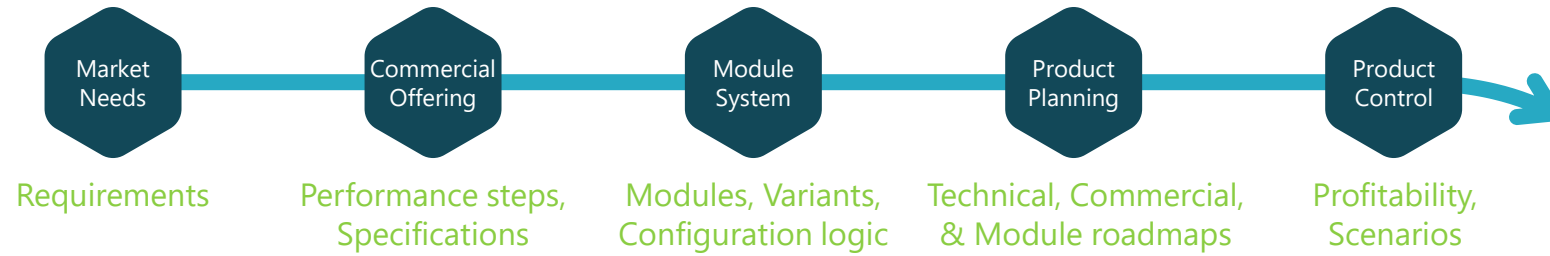 Market
Needs
Commercial
Offering
Module
System
Product
Planning
Product
Control
Requirements
Performance steps,
Specifications
Modules, Variants,
Configuration logic
Technical, Commercial,
& Module roadmaps
Profitability,
Scenarios